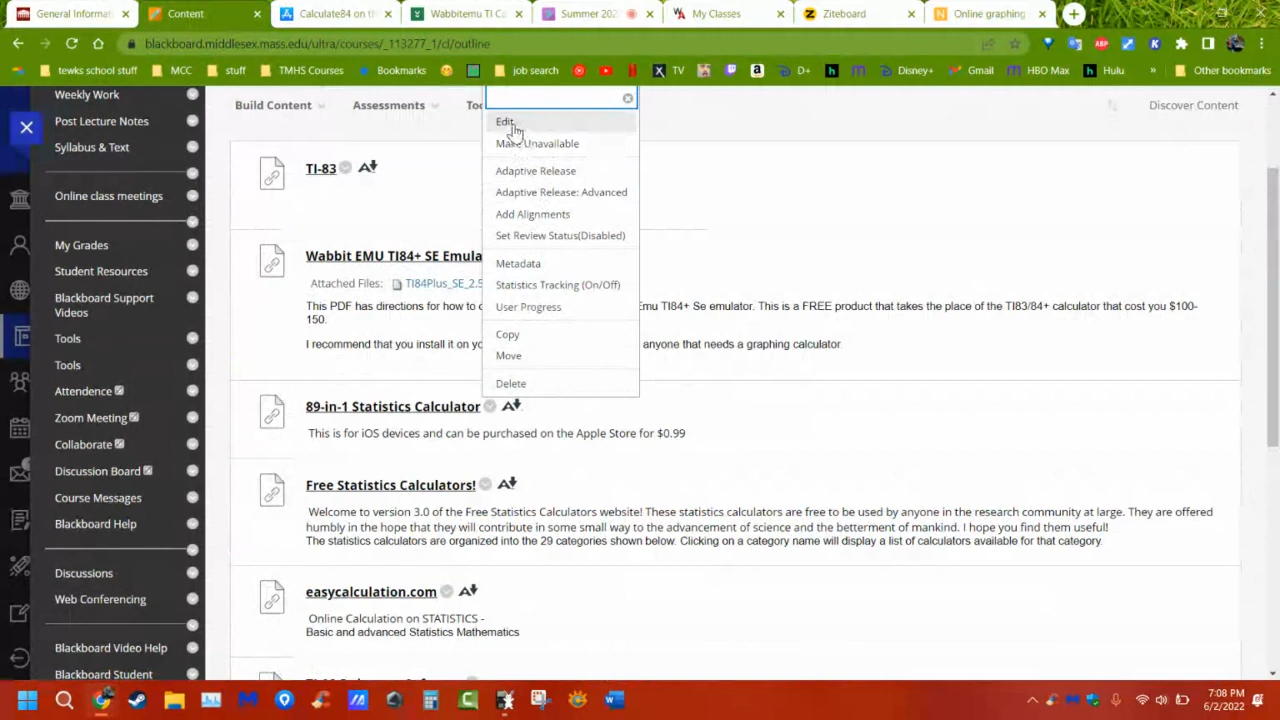 General Informa
Content
Calculate84 on th
Wabbitemu TI Ca
Summer 202
My Classes
Ziteboard
Online graphing
blackboard.middlesex.mass.edu/ultra/courses/_113277_1/cl/outline
tewks school stuff
MCC
stuff
TMHS Courses
Bookmarks
job search
TV
D+
Disney+
Gmail
HBO Max
Hulu
Other bookmarks
Weekly Work
Post Lecture Notes
Syllabus & Text
Online class meetings
My Grades
Student Resources
Blackboard Support
Videos
Tools
Tools
Attendence
Zoom Meeting
Collaborate
Discussion Board
Course Messages
Blackboard Help
Discussions
Web Conferencing
Blackboard Video Help
Blackboard Student
Build Content
Assessments
Discover Content
Edit
Make Unavailable
Adaptive Release
Adaptive Release: Advanced
Add Alignments
Set Review Status(Disabled)
Metadata
Statistics Tracking (On/Off)
User Progress
Copy
Move
Delete
TI-83
Wabbit EMU TI84+ SE Emula
Attached Files: TI84Plus_SE_2.5
This PDF has directions for how to Emu TI84+ Se emulator. This is a FREE product that takes the place of the TI83/84+ calculator that cost you $100-
150.
I recommend that you install it on yo anyone that needs a graphing calculator
89-in-1 Statistics Calculator
This is for iOS devices and can be purchased on the Apple Store for $0.99
Free Statistics Calculators!
Welcome to version 3.0 of the Free Statistics Calculators website! These statistics calculators are free to be used by anyone in the research community at large. They are offered
humbly in the hope that they will contribute in some small way to the advancement of science and the betterment of mankind. I hope you find them useful!
The statistics calculators are organized into the 29 categories shown below. Clicking on a category name will display a list of calculators available for that category.
easycalculation.com
Online Calculation on STATISTICS -
Basic and advanced Statistics Mathematics
7:08 PM
6/2/2022